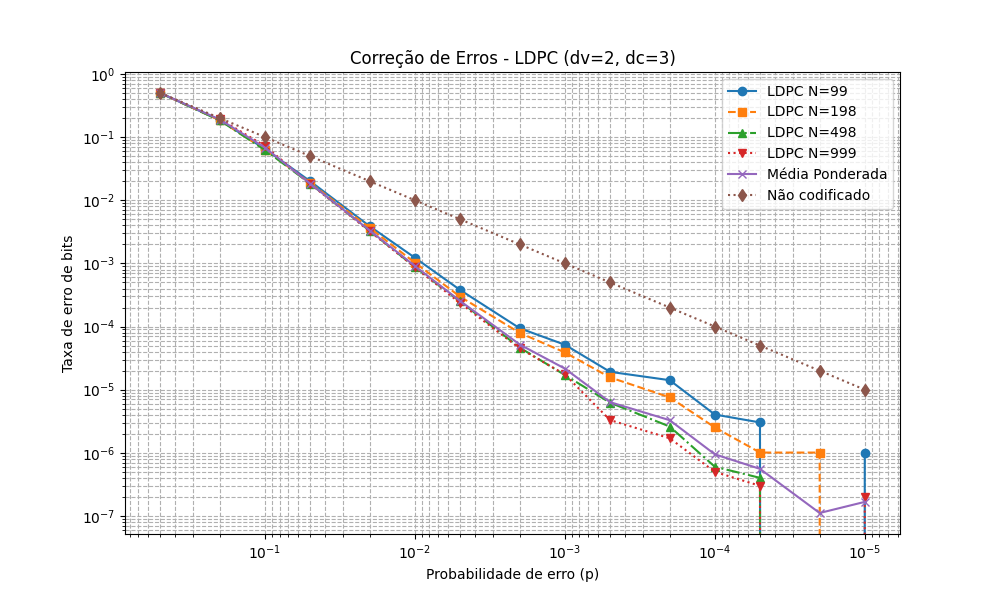 Correção de Erros - LDPC (dv=2, dc=3)
LDPC N=99
LDPC N=198
LDPC N=498
LDPC N=999
Média Ponderada
Não codificado
Taxa de erro de bits
10⁰
10⁻¹
10⁻²
10⁻³
10⁻⁴
10⁻⁵
10⁻⁶
10⁻⁷
10⁻¹ 10⁻² 10⁻³ 10⁻⁴ 10⁻⁵
Probabilidade de erro (p)